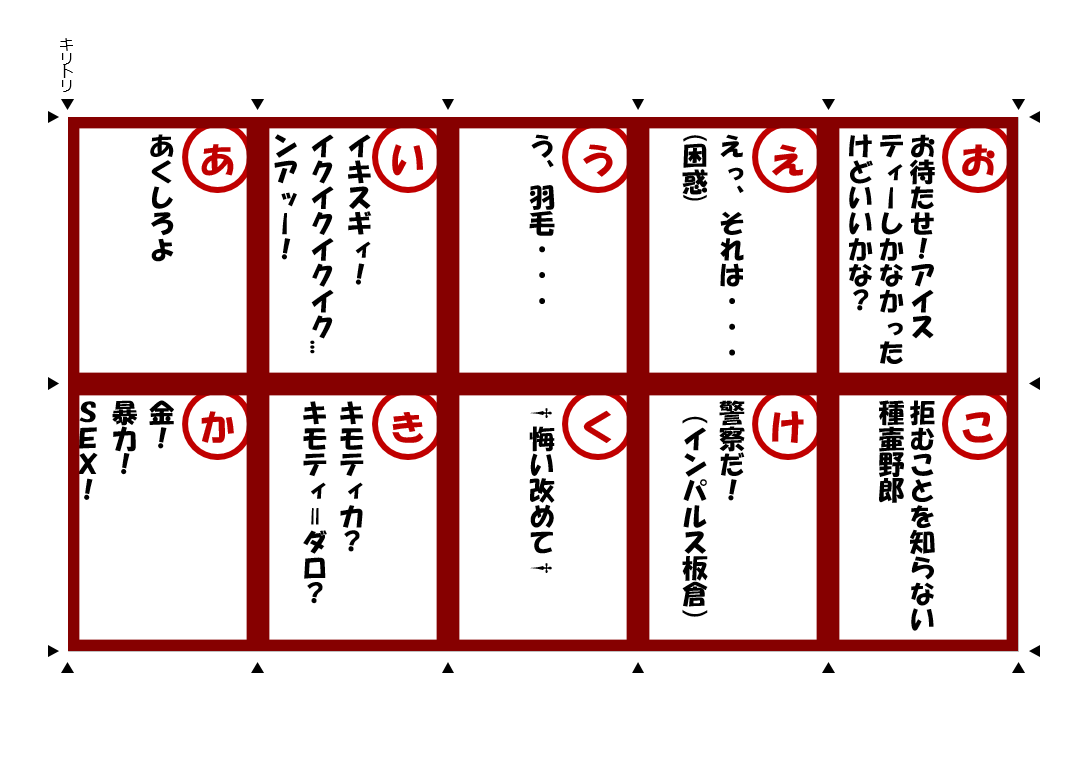 キリトリ
あ
あくしろよ
い
イキスギィ！
イクイクイクイク…
ンアッー！
う
う、羽毛・・・
え
えっ、それは・・・
（困惑）
お
お待たせ！アイス
ティーしかなかった
けどいいかな？
か
金！
暴力！
ＳＥＸ！
き
キモティカ？
キモティ＝ダロ？
く
†悔い改めて†
け
警察だ！
（インパルス板倉）
こ
拒むことを知らない
種壷野郎